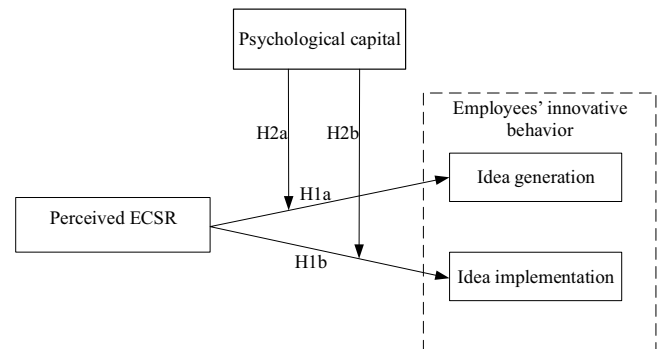 Psychological capital
Employees' innovative
behavior
H2a
H2b
Idea generation
H1a
Perceived ECSR
H1b
Idea implementation